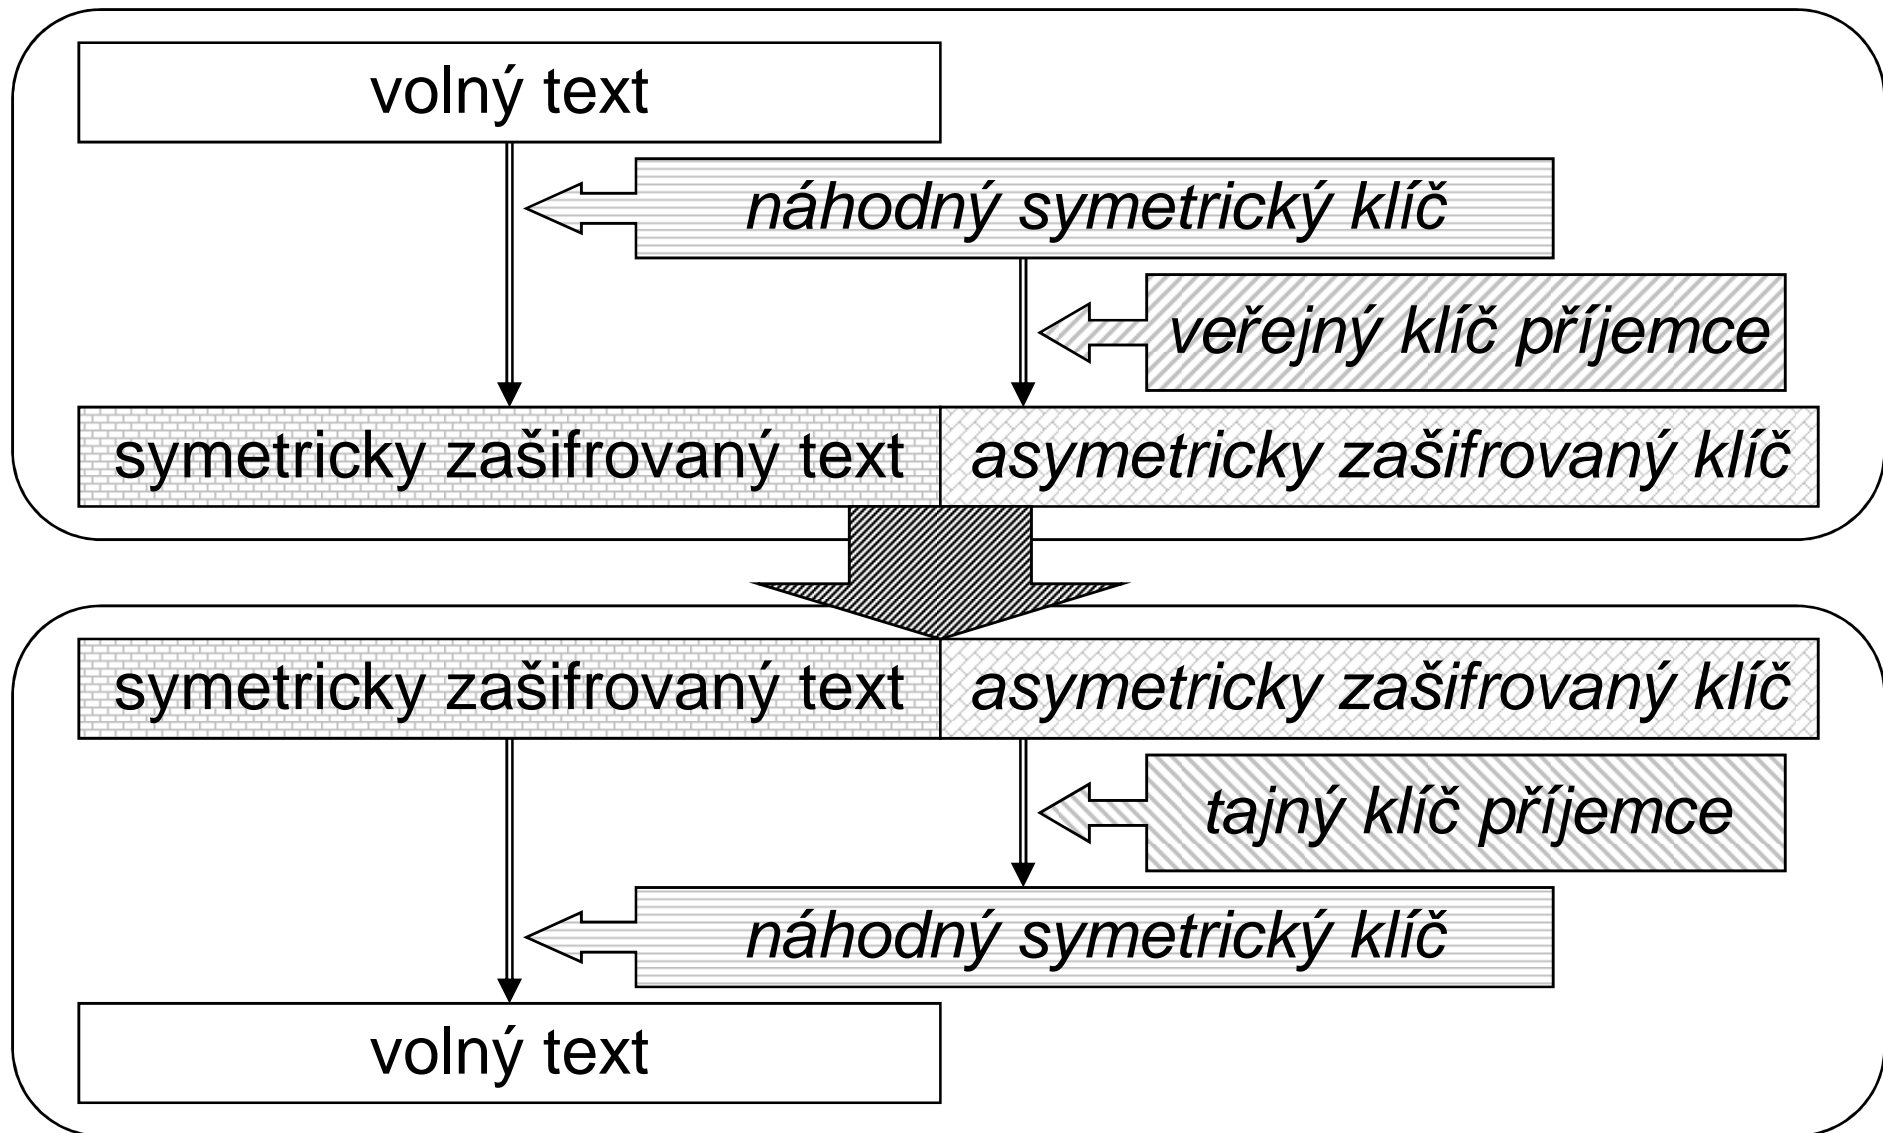 volný text
náhodný symetrický klíč
veřejný klíč příjemce
symetricky zašifrovaný text
asymetricky zašifrovaný klíč
symetricky zašifrovaný text
asymetricky zašifrovaný klíč
tajný klíč příjemce
náhodný symetrický klíč
volný text